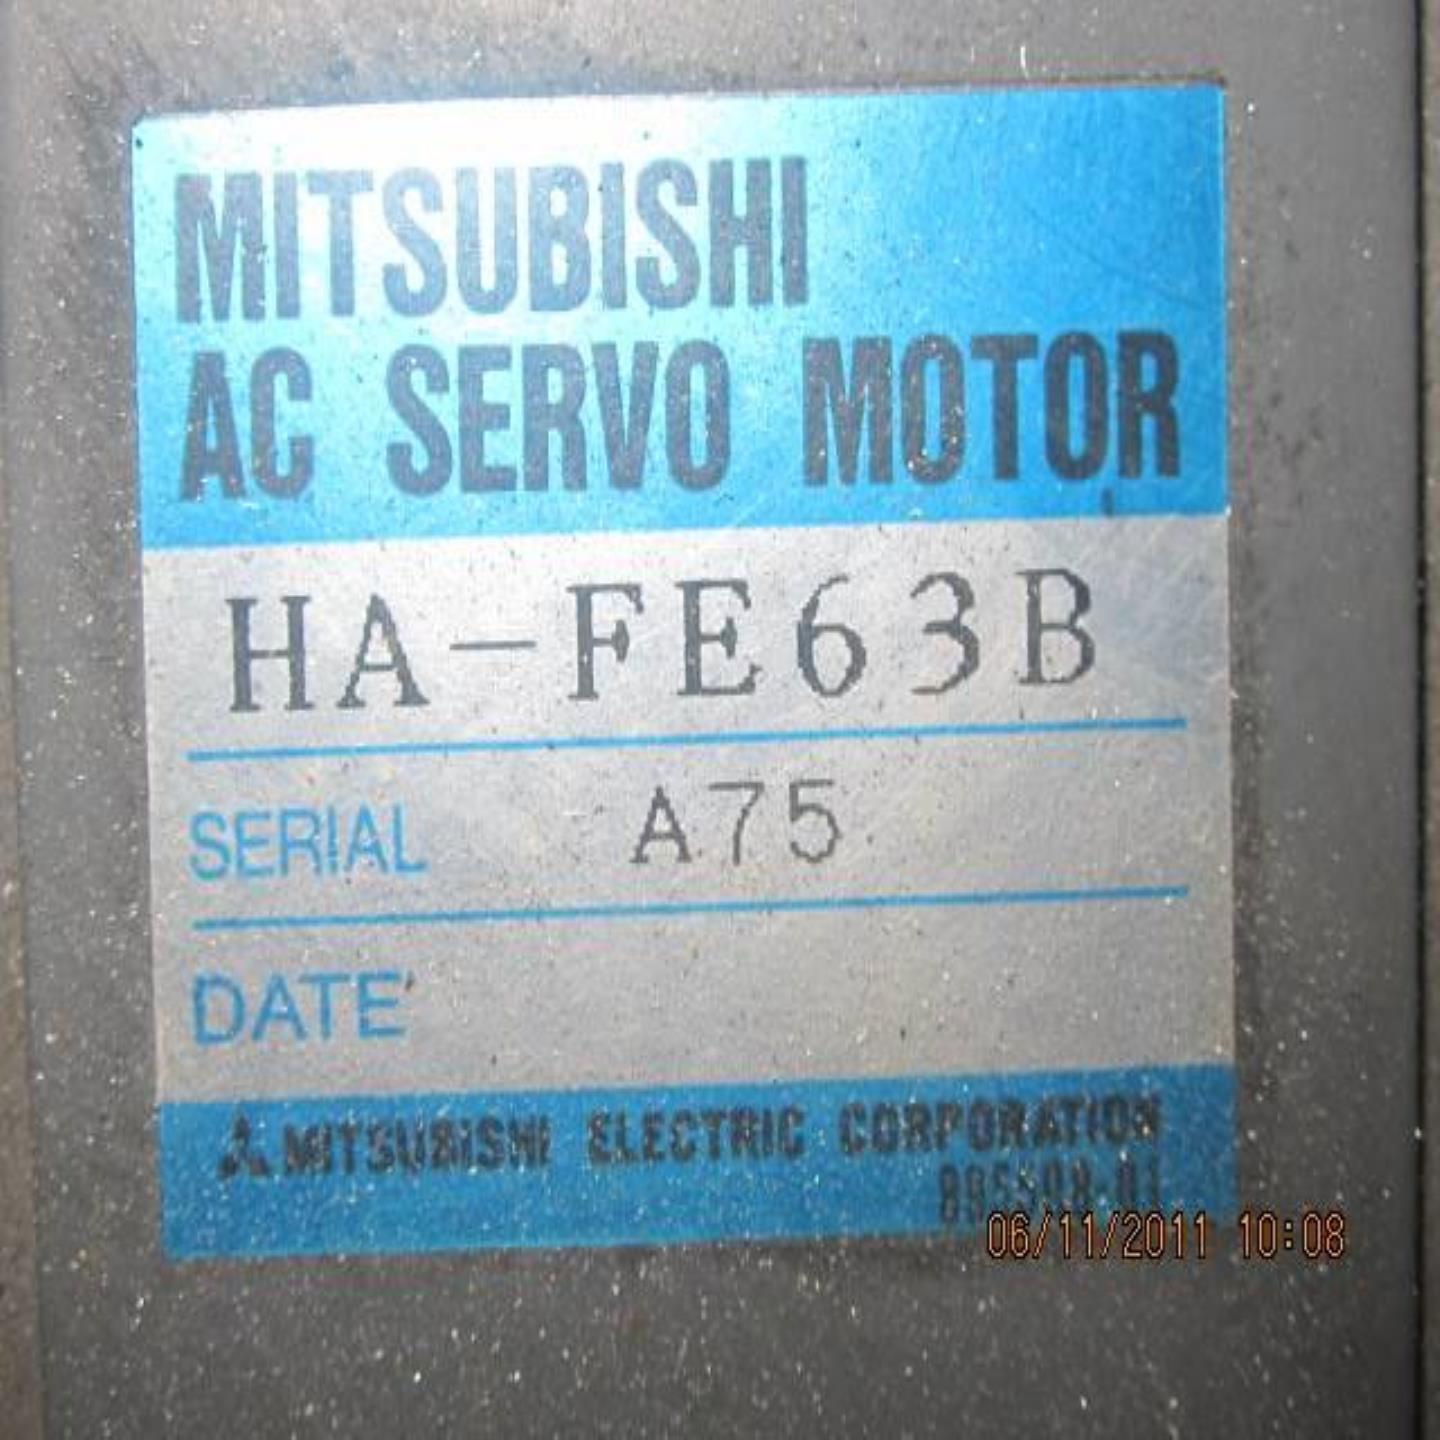 MITSUBISHI
AC SERVO MOTOR
HA-FE63B
SERIAL A75
DATE
MITSUBISHI ELECTRIC CORPORATION
06/11/2011 10:08